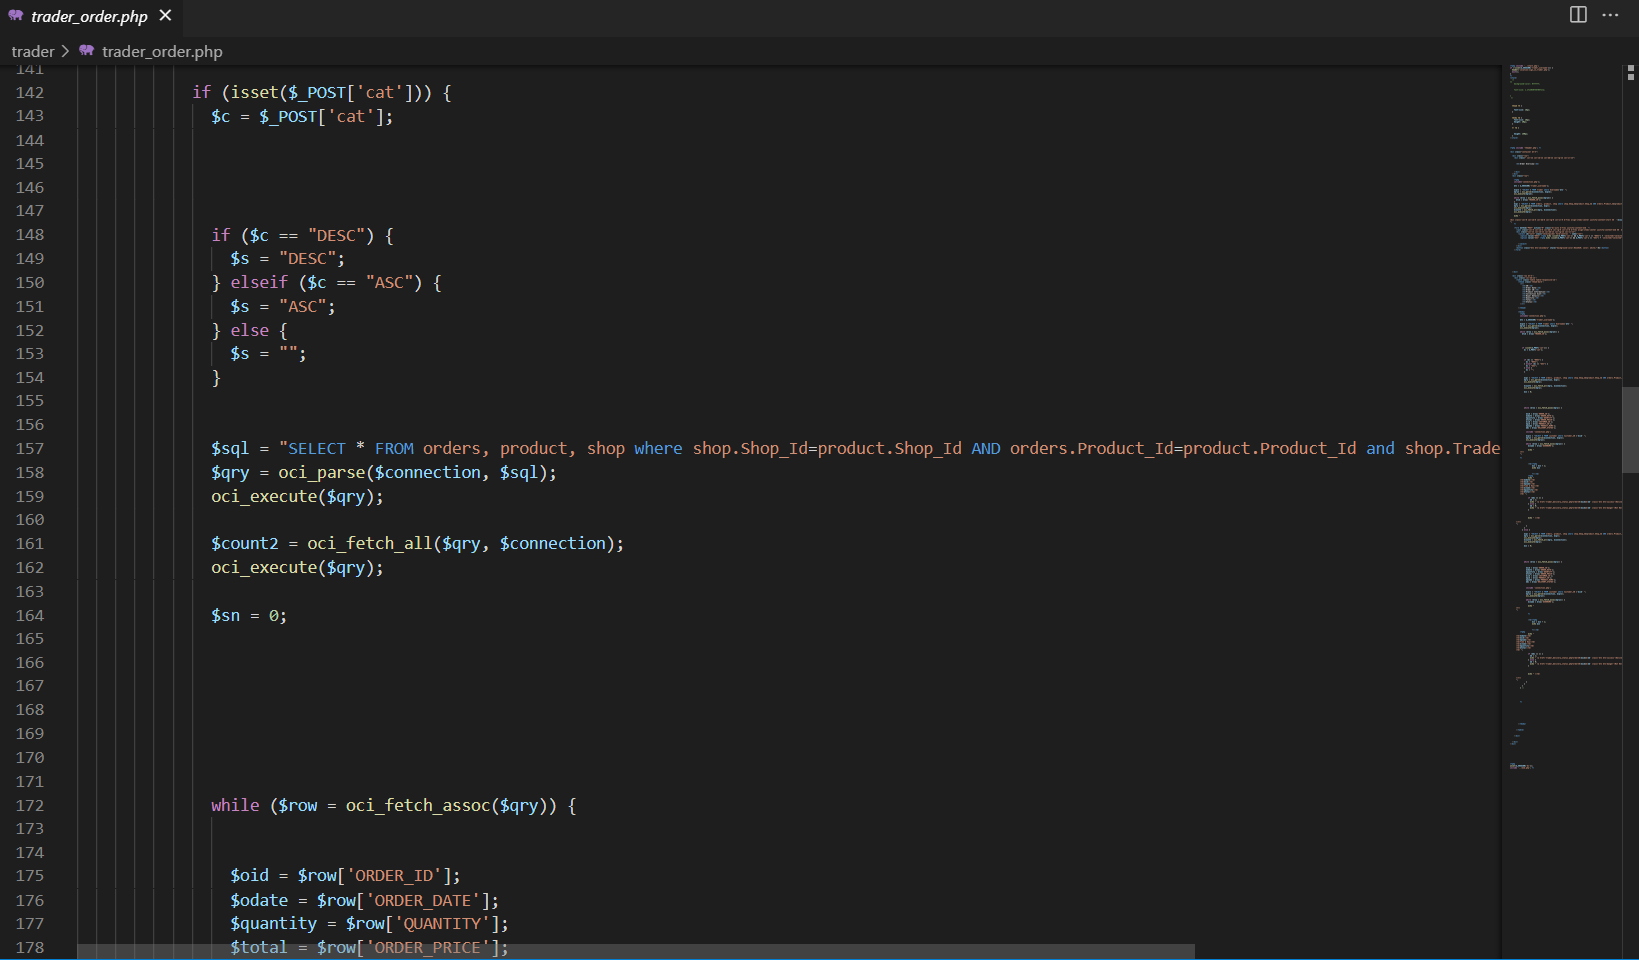 trader_order.php
trader > trader_order.php
141
142 if (isset($_POST['cat'])) {
143 $c = $_POST['cat'];
144
145
146
147
148 if ($c == "DESC") {
149 $s = "DESC";
150 } elseif ($c == "ASC") {
151 $s = "ASC";
152 } else {
153 $s = "";
154 }
155
156
157 $sql = "SELECT * FROM orders, product, shop where shop.Shop_Id=product.Shop_Id AND orders.Product_Id=product.Product_Id and shop.Trade
158 $qry = oci_parse($connection, $sql);
159 oci_execute($qry);
160
161 $count2 = oci_fetch_all($qry, $connection);
162 oci_execute($qry);
163
164 $sn = 0;
165
166
167
168
169
170
171
172 while ($row = oci_fetch_assoc($qry)) {
173
174
175 $oid = $row['ORDER_ID'];
176 $odate = $row['ORDER_DATE'];
177 $quantity = $row['QUANTITY'];
178 $total = $row['ORDER_PRICE'];